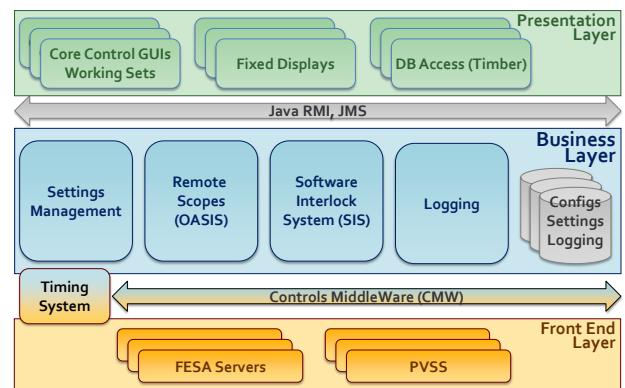 Presentation
Layer
Core Control GUIs
Working Sets
Fixed Displays
DB Access (Timber)
Java RMI, JMS
Business
Layer
Settings
Management
Remote
Scopes
(OASIS)
Software
Interlock
System (SIS)
Logging
Configs
Settings
Logging
Timing
System
Controls MiddleWare (CMW)
Front End
Layer
FESA Servers
PVSS